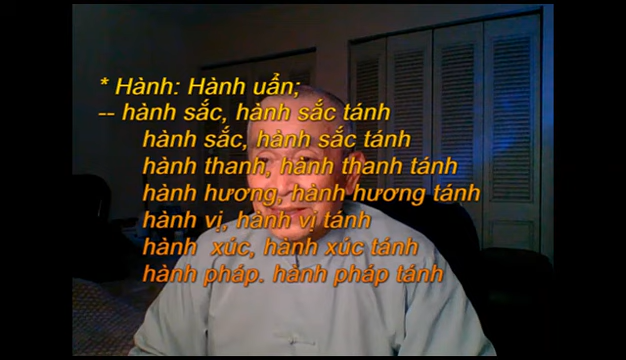 * Hành: Hành uẩn;
-- hành sắc, hành sắc tánh
hành sắc, hành sắc tánh
hành thanh, hành thanh tánh
hành hương, hành hương tánh
hành vị, hành vị tánh
hành xúc, hành xúc tánh
hành pháp. hành pháp tánh